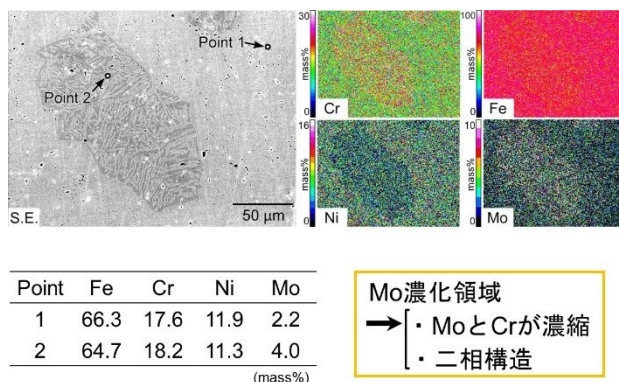 Point 1
Point 2
S.E.
50 μm
30
mass%
0
Cr
100
mass%
0
Fe
16
mass%
0
Ni
10
mass%
0
Mo
Point Fe Cr Ni Mo
1 66.3 17.6 11.9 2.2
2 64.7 18.2 11.3 4.0
(mass%)
Mo濃化領域
→・MoとCrが濃縮
・二相構造